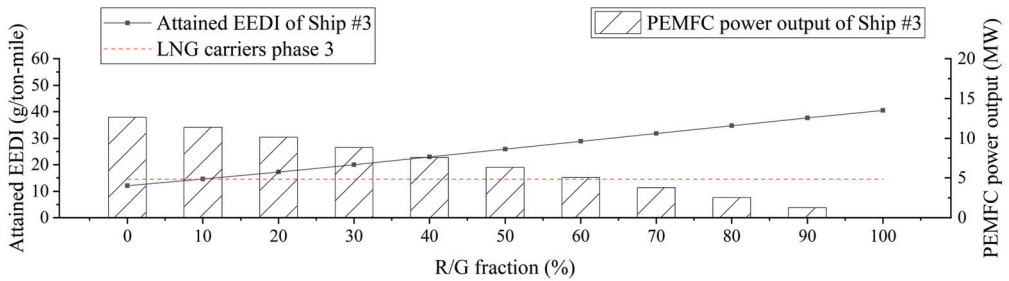 Attained EEDI of Ship #3
LNG carriers phase 3
PEMFC power output of Ship #3
Attained EEDI (g/ton-mile)
60
50
40
30
20
10
0
20
15
10
5
0
PEMFC power output (MW)
0 10 20 30 40 50 60 70 80 90 100
R/G fraction (%)